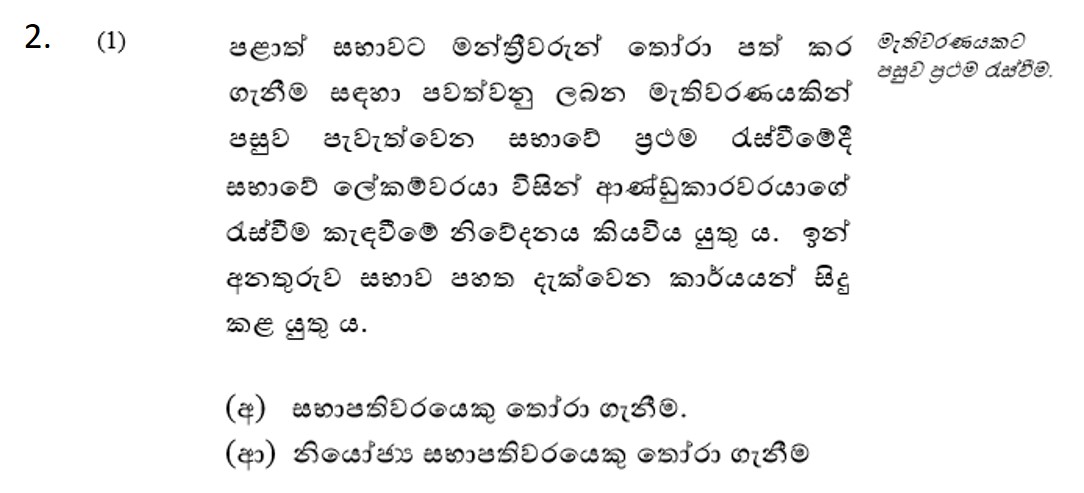 2. (1) පළාත් සභාවට මන්ත්‍රීවරුන් තෝරා පත් කර
ගැනීම සඳහා පවත්වනු ලබන මැතිවරණයකින්
පසුව පැවැත්වෙන සභාවේ ප්‍රථම රැස්වීමේදී
සභාවේ ලේකම්වරයා විසින් ආණ්ඩුකාරවරයාගේ
රැස්වීම කැඳවීමේ නිවේදනය කියවිය යුතු ය. ඉන්
අනතුරුව සභාව පහත දැක්වෙන කාර්යයන් සිදු
කළ යුතු ය.
මැතිවරණයකට
පසුව ප්‍රථම රැස්වීම.
(අ) සභාපතිවරයෙකු තෝරා ගැනීම.
(ආ) නියෝජ්‍ය සභාපතිවරයෙකු තෝරා ගැනීම